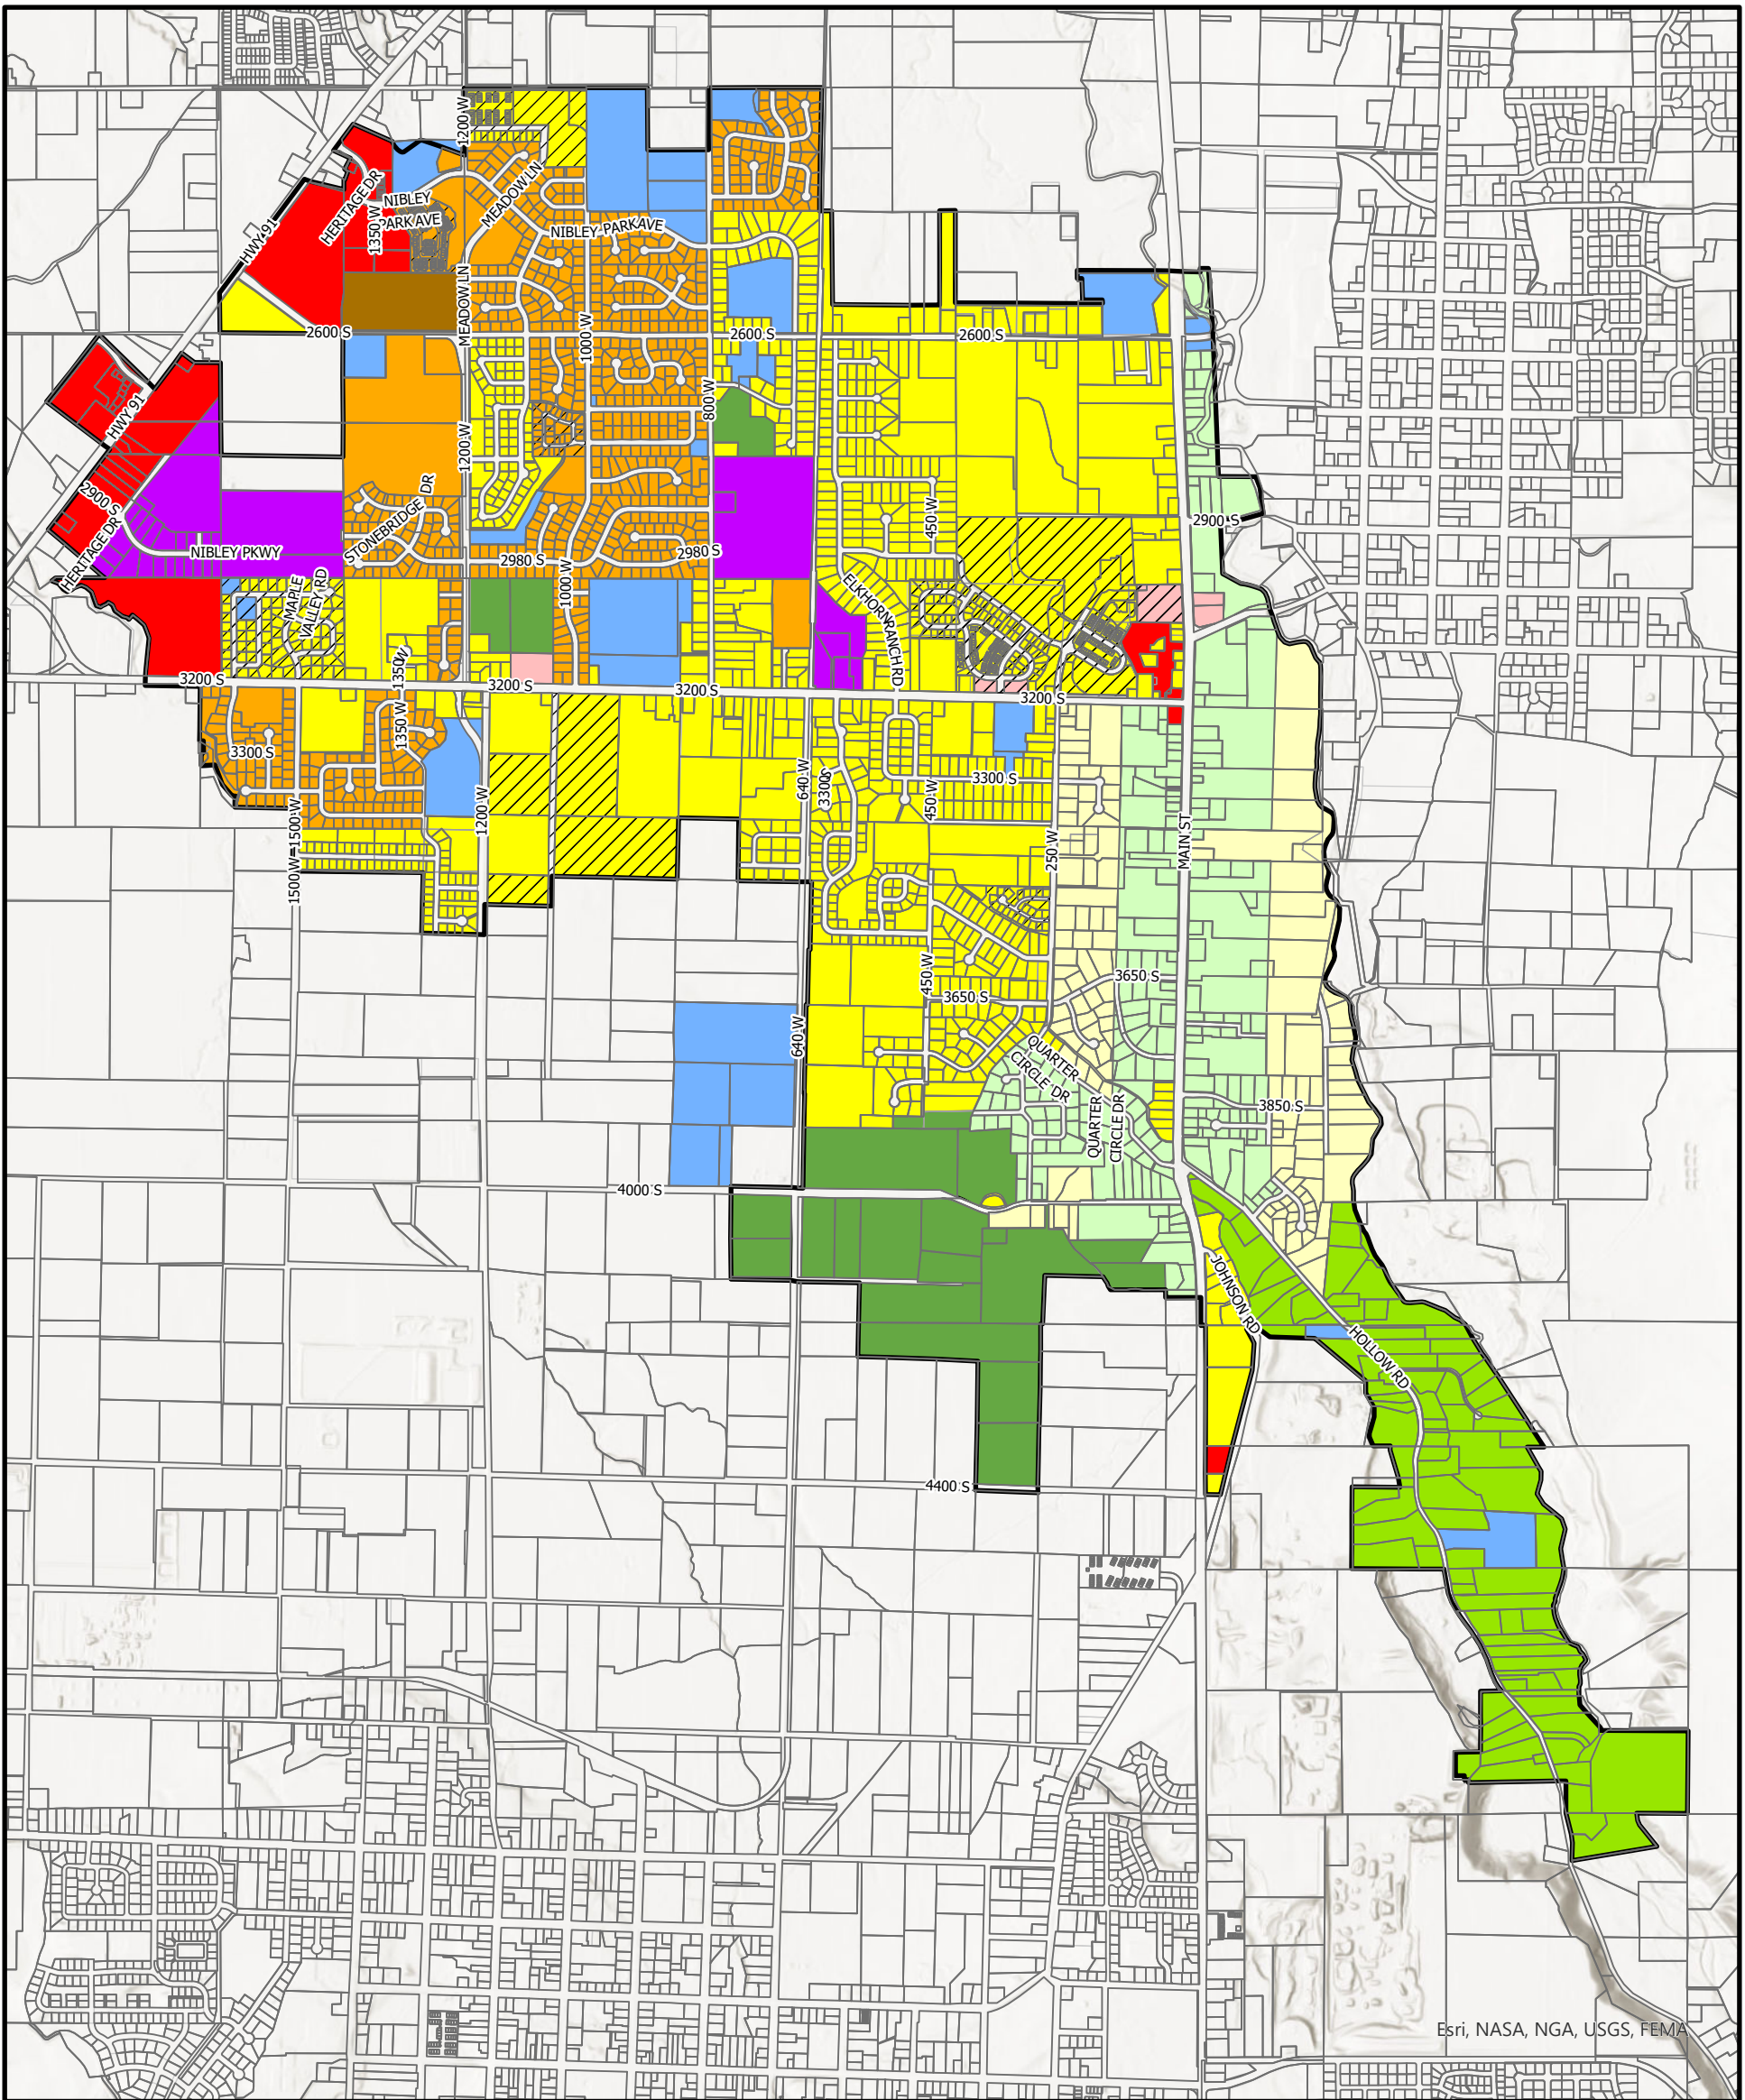 1200 W
HERITAGE DR
NIBLEY
PARK AVE
1350 W
MEADOW LN
NIBLEY PARKAVE
HWY 91
MEADOW LN
2600 S
1000 W
2600 S
2600 S
HWY 91
800 W
1200 W
2900 S
STONEBRIDGE DR
450 W
2900 S
HERITAGE DR
NIBLEY PKWY
2980 S
2980 S
MAPLE
VALLEY RD
1000 W
ELKHORN RANCH RD
1350 W
3200 S
3200 S
3200 S
3200 S
1350 W
3300 S
640 W
3300 S
3300 S
450 W
1200 W
1500 W
1500 W
250 W
MAIN ST
450 W
3650 S
3650 S
640 W
QUARTER
CIRCLE DR
QUARTER
CIRCLE DR
3850 S
4000 S
JOHNSON RD
HOLLOW RD
4400 S
Esri, NASA, NGA, USGS, FEMA